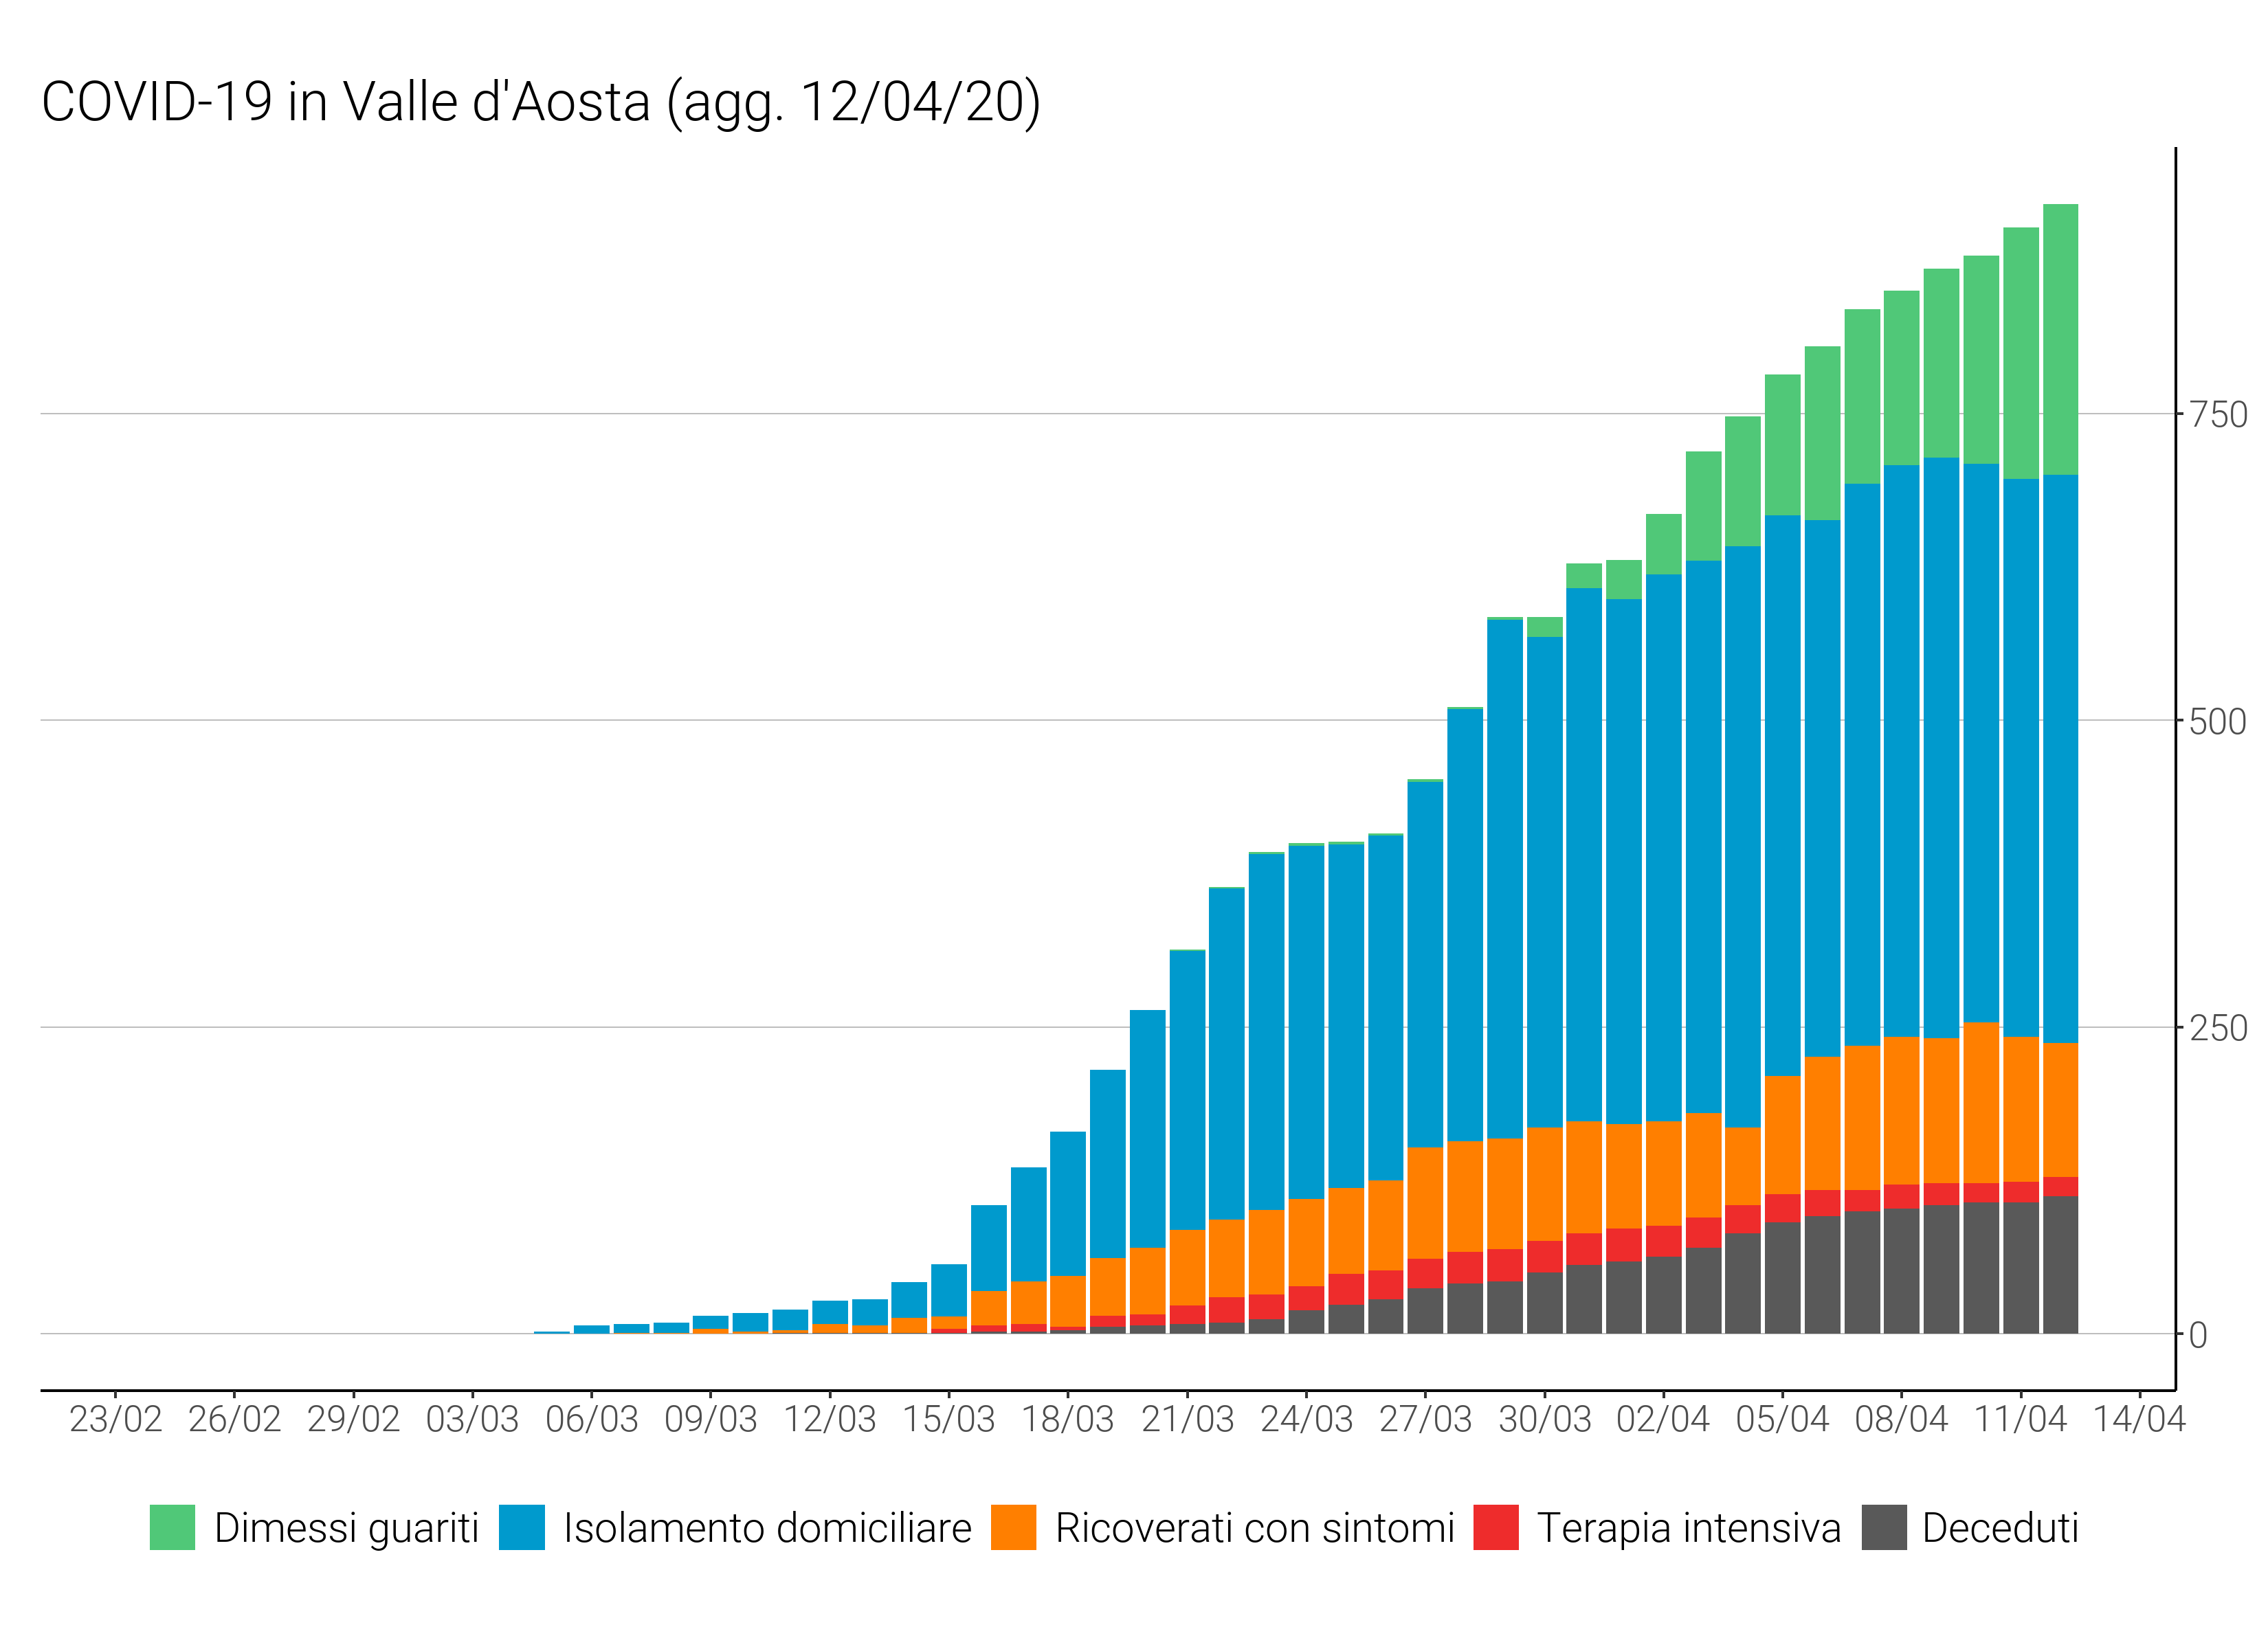 COVID-19 in Valle d'Aosta (agg. 12/04/20)
750
500
250
0
23/02 26/02 29/02 03/03 06/03 09/03 12/03 15/03 18/03 21/03 24/03 27/03 30/03 02/04 05/04 08/04 11/04 14/04
Dimessi guariti Isolamento domiciliare Ricoverati con sintomi Terapia intensiva Deceduti